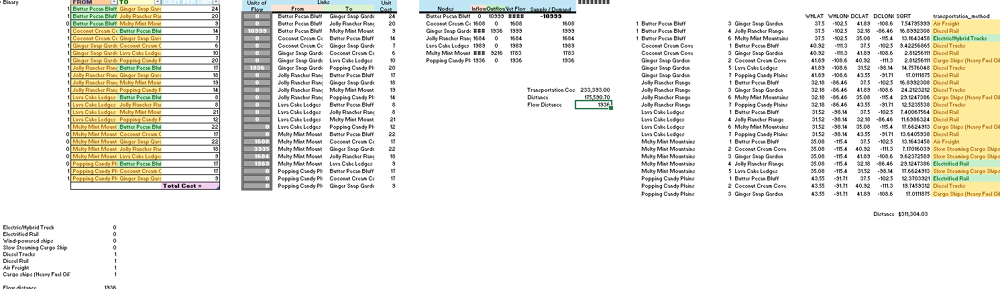 Binary FROM TO COST PER UNIT Units of Flow Links From To Unit Cost Nodes Inflow Outflow Net Flow Supply / Demand ########
1 Butter Pecan Bluf Ginger Snap Gard 24
1 Butter Pecan Bluf Jolly Rancher Ran 20 0 Butter Pecan Bluff Ginger Snap Garde 24 Butter Pecan Bluff 0 10999 #### -10999 WHLAT WHLON DCLAT DCLON SQRT transportation_method
0 Butter Pecan Bluf Melty Mint Moun 9 0 Butter Pecan Bluff Jolly Rancher Rang 20 Coconut Cream Co 1608 0 1608 1608 1 Butter Pecan Bluff 3 Ginger Snap Garden 37.5 -102.5 41.89 -108.6 7.54795999 Air Freight
1 Coconut Cream Co Butter Pecan Blui 14 10999 Butter Pecan Bluff Melty Mint Mount 9 Ginger Snap Garde ### 1936 1999 1999 1 Butter Pecan Bluff 4 Jolly Rancher Range 37.5 -102.5 32.18 -86.46 16.8992308 Diesel Rail
1 Coconut Cream Co Ginger Snap Gard 7 0 Coconut Cream Co Butter Pecan Bluff 14 Jolly Rancher Rang 1684 0 1684 1684 1 Butter Pecan Bluff 6 Melty Mint Mountains 37.5 -102.5 35.08 -115.4 13.1643458 Electric/Hybrid Trucks
1 Ginger Snap Gard Coconut Cream C 6 0 Coconut Cream Co Ginger Snap Garde 7 Lava Cake Ledges 1989 0 1989 1989 Coconut Cream Cove 1 Butter Pecan Bluff 40.92 -111.3 37.5 -102.5 9.42256865 Diesel Trucks
1 Ginger Snap Gard Lava Cake Ledges 10 0 Ginger Snap Garde Coconut Cream Co 6 Melty Mint Mount ### 9216 1783 1783 Coconut Cream Cove 3 Ginger Snap Garden 40.92 -111.3 41.89 -108.6 2.81256111 Diesel Rail
1 Ginger Snap Gard Popping Candy P 20 0 Ginger Snap Garde Lava Cake Ledges 10 Popping Candy Pl 1936 0 1936 1936 Ginger Snap Garden 2 Coconut Cream Cove 41.89 -108.6 40.92 -111.3 2.81256111 Cargo Ships (Heavy Fuel Oil
1 Jolly Rancher Ran Butter Pecan Blui 17 1936 Ginger Snap Garde Popping Candy Pl 20 Ginger Snap Garden 5 Lava Cake Ledges 41.89 -108.6 31.52 -98.14 14.7576048 Diesel Trucks
1 Jolly Rancher Ran Ginger Snap Gard 18 0 Jolly Rancher Rang Butter Pecan Bluff 17 Ginger Snap Garden 7 Popping Candy Plains 41.89 -108.6 43.55 -91.71 17.0111875 Diesel Rail
1 Jolly Rancher Ran Melty Mint Moun 19 0 Jolly Rancher Rang Ginger Snap Garde 18 Jolly Rancher Range 1 Butter Pecan Bluff 32.18 -86.46 37.5 -102.5 16.8992308 Diesel Rail
1 Jolly Rancher Ran Popping Candy P 14 0 Jolly Rancher Rang Melty Mint Mount 19 Transportation Cos 233,393.00 Jolly Rancher Range 3 Ginger Snap Garden 32.18 -86.46 41.89 -108.6 24.2123212 Diesel Trucks
1 Lava Cake Ledges Butter Pecan Blui 8 0 Jolly Rancher Rang Popping Candy Pl 14 Distance 175,590.70 Jolly Rancher Range 6 Melty Mint Mountains 32.18 -86.46 35.08 -115.4 29.1247386 Cargo Ships (Heavy Fuel Oil
1 Lava Cake Ledges Jolly Rancher Ran 8 0 Lava Cake Ledges Butter Pecan Bluff 8 Flow Distance 1936 Jolly Rancher Range 7 Popping Candy Plains 32.18 -86.46 43.55 -91.71 12.5235538 Diesel Trucks
1 Lava Cake Ledges Melty Mint Moun 21 0 Lava Cake Ledges Jolly Rancher Rang 8 Lava Cake Ledges 1 Butter Pecan Bluff 31.52 -98.14 37.5 -102.5 7.40067564 Diesel Rail
1 Lava Cake Ledges Popping Candy P 12 0 Lava Cake Ledges Melty Mint Mount 21 Lava Cake Ledges 4 Jolly Rancher Range 31.52 -98.14 32.18 -86.46 11.6986324 Diesel Rail
1 Melty Mint Mount Butter Pecan Blui 22 0 Lava Cake Ledges Popping Candy Pl 12 Lava Cake Ledges 6 Melty Mint Mountains 31.52 -98.14 35.08 -115.4 17.6624913 Cargo Ships (Heavy Fuel Oil
0 Melty Mint Mount Coconut Cream C 17 0 Melty Mint Mount Butter Pecan Bluff 22 Lava Cake Ledges 7 Popping Candy Plains 31.52 -98.14 43.55 -91.71 13.6405938 Diesel Rail
0 Melty Mint Mount Ginger Snap Gard 22 1608 Melty Mint Mount Coconut Cream Co 17 Melty Mint Mountains 1 Butter Pecan Bluff 35.08 -115.4 37.5 -102.5 13.1643458 Air Freight
0 Melty Mint Mount Jolly Rancher Ran 18 3935 Melty Mint Mount Ginger Snap Garde 22 Melty Mint Mountains 2 Coconut Cream Cove 35.08 -115.4 40.92 -111.3 7.17016039 Slow Steaming Cargo Ships
1 Melty Mint Mount Lava Cake Ledges 9 1684 Melty Mint Mount Jolly Rancher Rang 18 Melty Mint Mountains 3 Ginger Snap Garden 35.08 -115.4 41.89 -108.6 9.62372589 Slow Steaming Cargo Ships
0 Popping Candy Pl Butter Pecan Blui 17 1989 Melty Mint Mount Lava Cake Ledges 9 Melty Mint Mountains 4 Jolly Rancher Range 35.08 -115.4 32.18 -86.46 29.1247386 Electrified Rail
1 Popping Candy Pl Coconut Cream C 17 0 Popping Candy Pl Butter Pecan Bluff 17 Melty Mint Mountains 5 Lava Cake Ledges 35.08 -115.4 31.52 -98.14 17.6624913 Slow Steaming Cargo Ships
1 Popping Candy Pl Ginger Snap Gard 9 0 Popping Candy Pl Coconut Cream Co 17 Popping Candy Plains 1 Butter Pecan Bluff 43.55 -91.71 37.5 -102.5 12.3703921 Electrified Rail
Total Cost = 0 Popping Candy Pl Ginger Snap Garde 9 Popping Candy Plains 2 Coconut Cream Cove 43.55 -91.71 40.92 -111.3 19.7459312 Diesel Trucks
Popping Candy Plains 3 Ginger Snap Garden 43.55 -91.71 41.89 -108.6 17.0111875 Cargo Ships (Heavy Fuel Oil
Distance $311,304.03
Electric/Hybrid Truck 0
Electrified Rail 0
Wind-powered ships 0
Slow Steaming Cargo Ship 0
Diesel Trucks 1
Diesel Rail 1
Air Freight 1
Cargo ships (Heavy Fuel Oil 1
Flow distance 1936